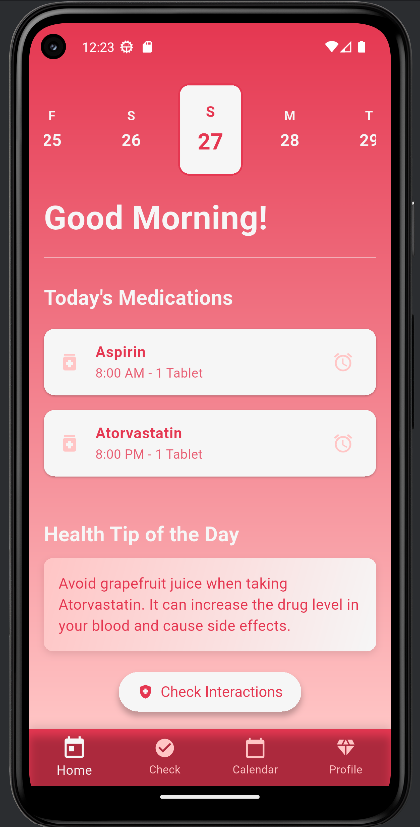 12:23
F S S M T
25 26 27 28 29
Good Morning!
Today's Medications
Aspirin
8:00 AM - 1 Tablet
Atorvastatin
8:00 PM - 1 Tablet
Health Tip of the Day
Avoid grapefruit juice when taking
Atorvastatin. It can increase the drug level in
your blood and cause side effects.
Check Interactions
Home Check Calendar Profile